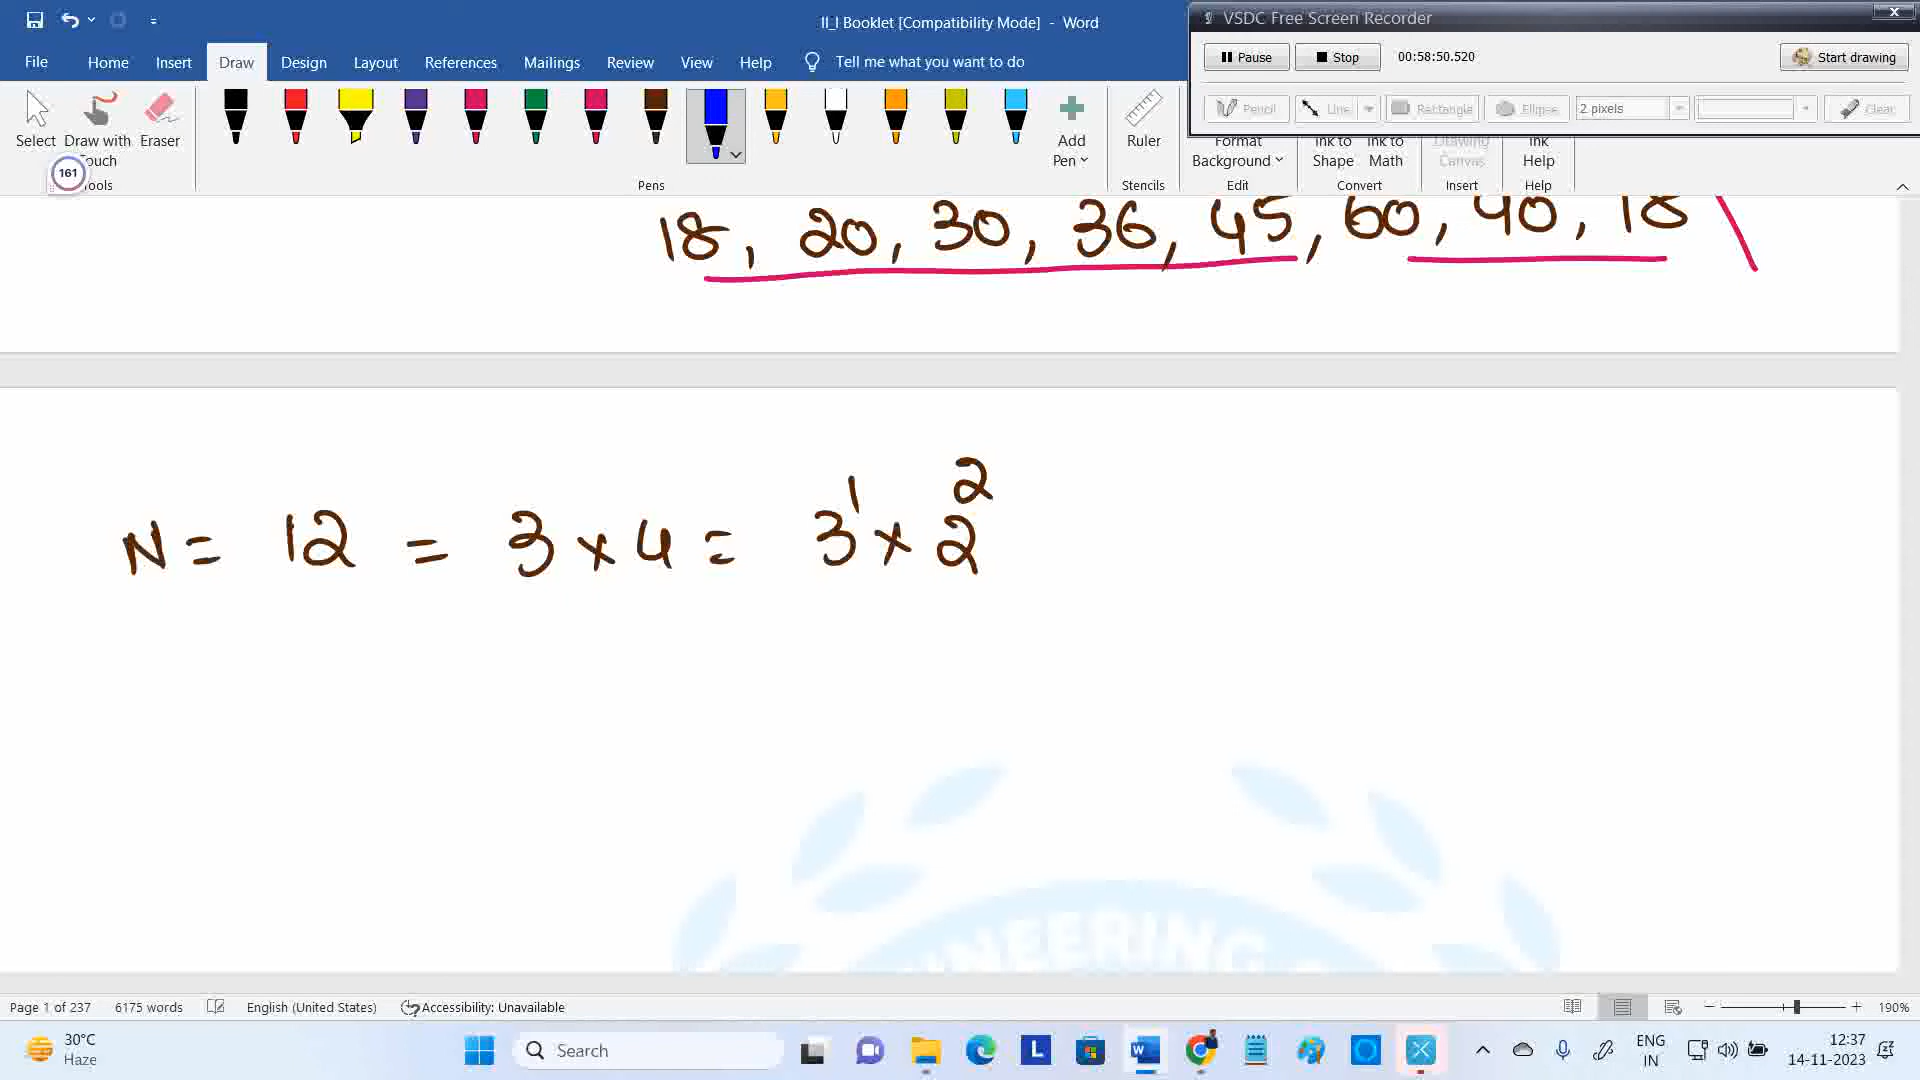 II_I Booklet [Compatibility Mode] - Word
VSDC Free Screen Recorder
File Home Insert Draw Design Layout References Mailings Review View Help Tell me what you want to do
Pause Stop 00:58:50.520 Start drawing
Pencil Line Rectangle Ellipse 2 pixels Clear
Select Draw with Touch Eraser Add Pen Ruler Format Background Ink to Shape Ink to Math Drawing Canvas Ink Help
161
Tools Pens Stencils Edit Convert Insert Help
18, 20, 30, 36, 45, 60, 40, 18
N = 12 = 3 × 4 = 3¹ × 2²
INEERING
Page 1 of 237 6175 words English (United States) Accessibility: Unavailable 190%
30°C
Haze
Search
L
ENG
IN
12:37
14-11-2023